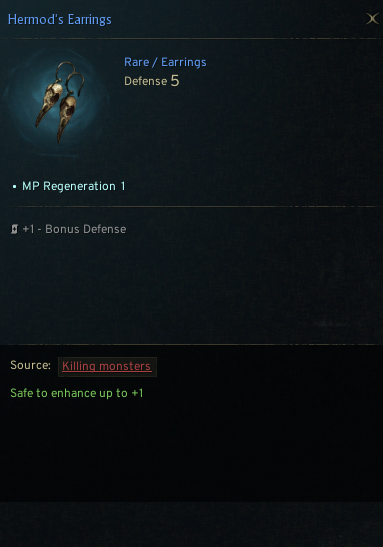 Hermod's Earrings
Rare / Earrings
Defense 5
• MP Regeneration 1
+1 - Bonus Defense
Source: Killing monsters
Safe to enhance up to +1